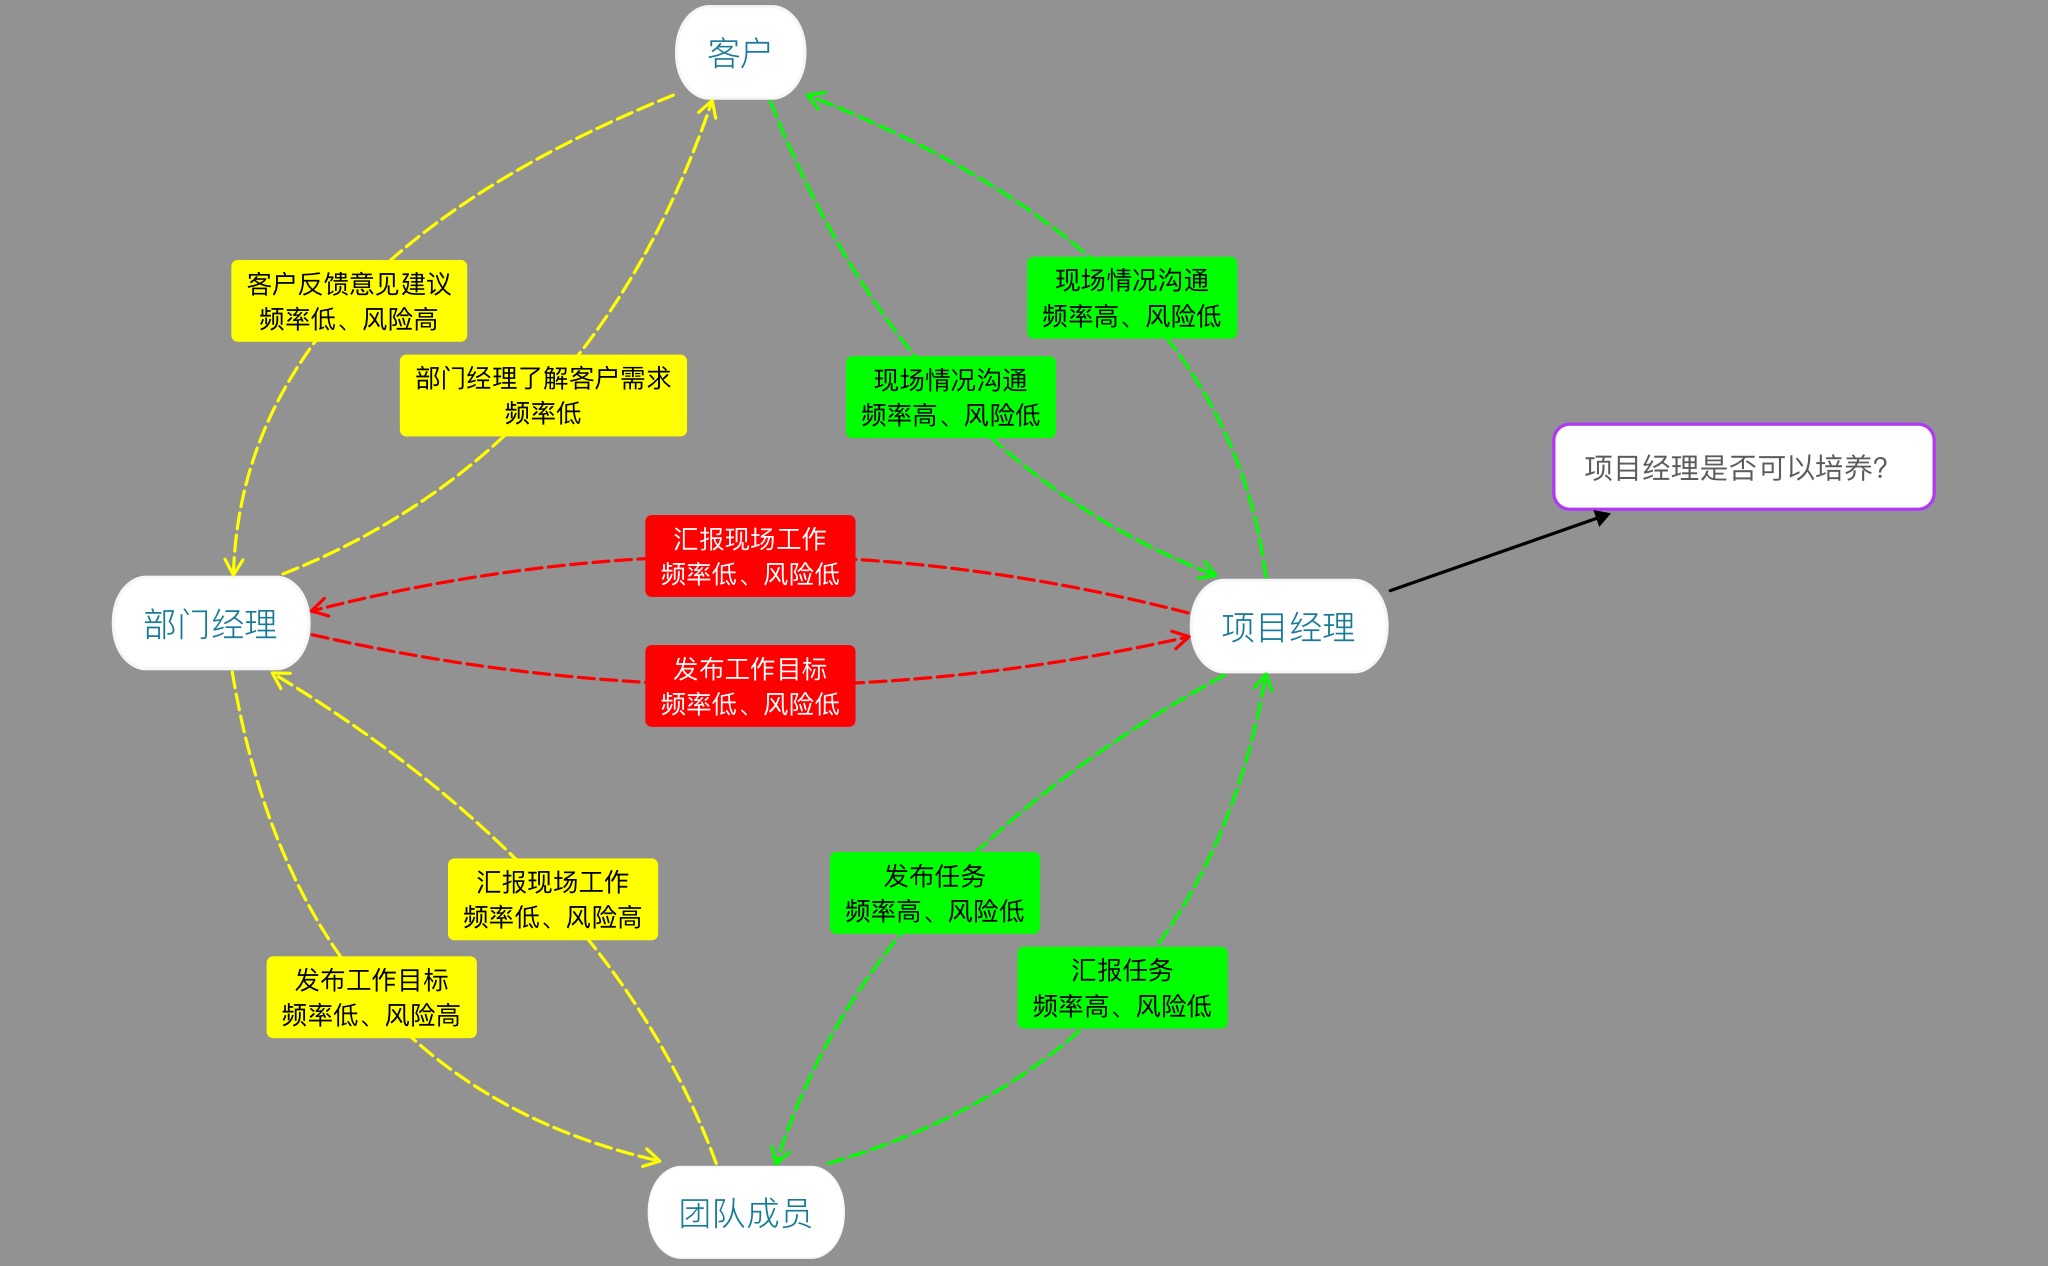 客户
客户反馈意见建议
频率低、风险高
部门经理了解客户需求
频率低
现场情况沟通
频率高、风险低
现场情况沟通
频率高、风险低
项目经理是否可以培养?
汇报现场工作
频率低、风险低
部门经理
项目经理
发布工作目标
频率低、风险低
汇报现场工作
频率低、风险高
发布任务
频率高、风险低
发布工作目标
频率低、风险高
汇报任务
频率高、风险低
团队成员